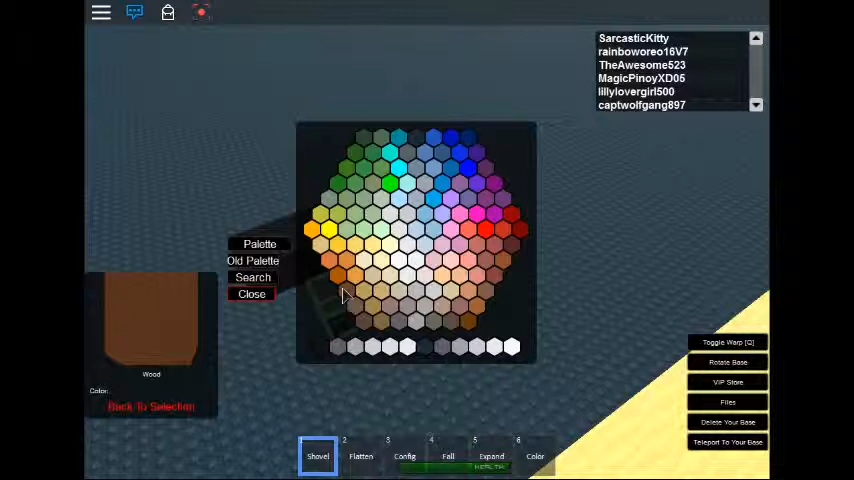 SarcasticKitty
rainboworeo16V7
TheAwesome523
MagicPinoyXD05
lillylovergirl500
captwolfgang897
Palette
Old Palette
Search
Close
Wood
Color:
Back To Selection
Toggle Warp [Q]
Rotate Base
VIP Store
Files
Delete Your Base
Teleport To Your Base
1 2 3 4 5 6
Shovel Flatten Config Fall Expand Color
HEALTH